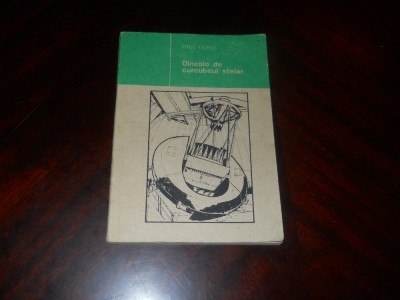 Dincolo de
curcubeul stelar